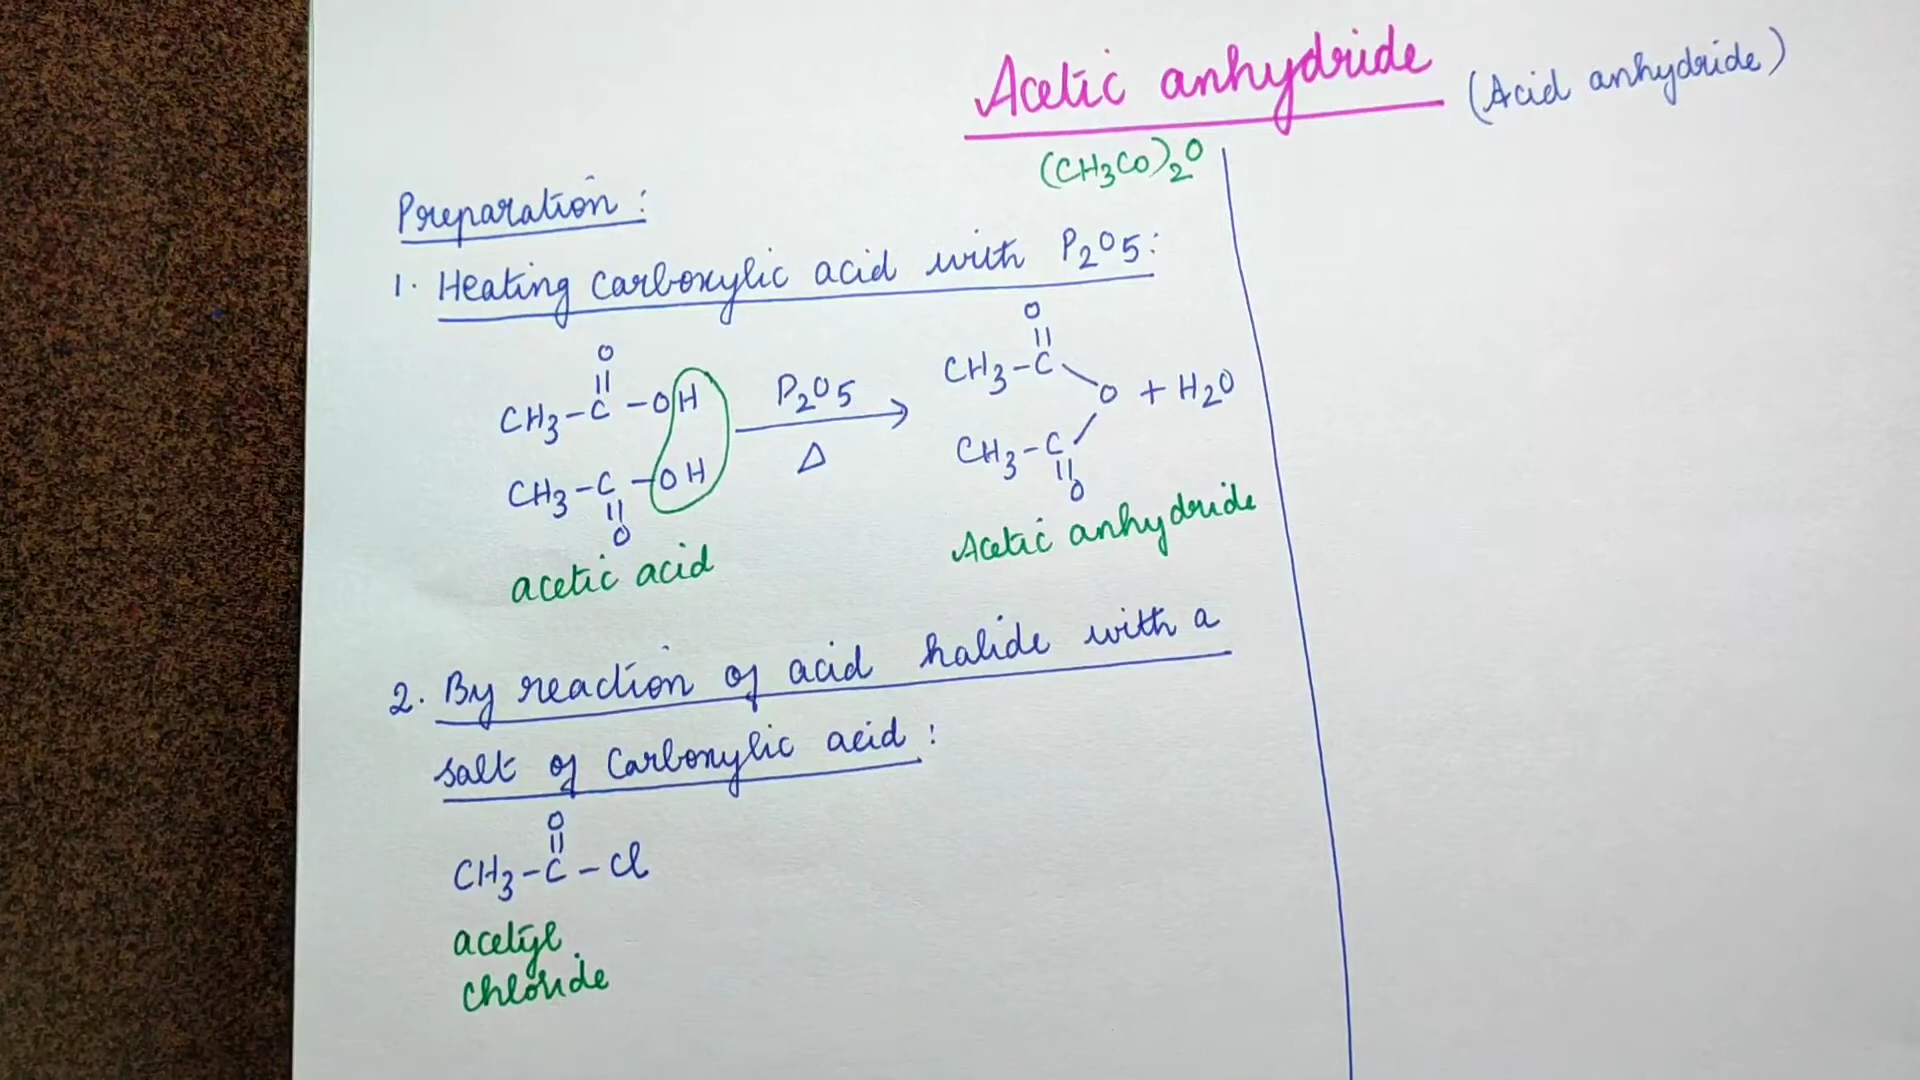 Acetic anhydride (Acid anhydride)
(CH3CO)2O
Preparation:
1. Heating carboxylic acid with P2O5:
O
||
CH3-C-OH
CH3-C-OH
||
O
acetic acid
P2O5
Δ
O
||
CH3-C
O + H2O
CH3-C
||
O
Acetic anhydride
2. By reaction of acid halide with a
salt of carboxylic acid:
O
||
CH3-C-Cl
acetyl
chloride